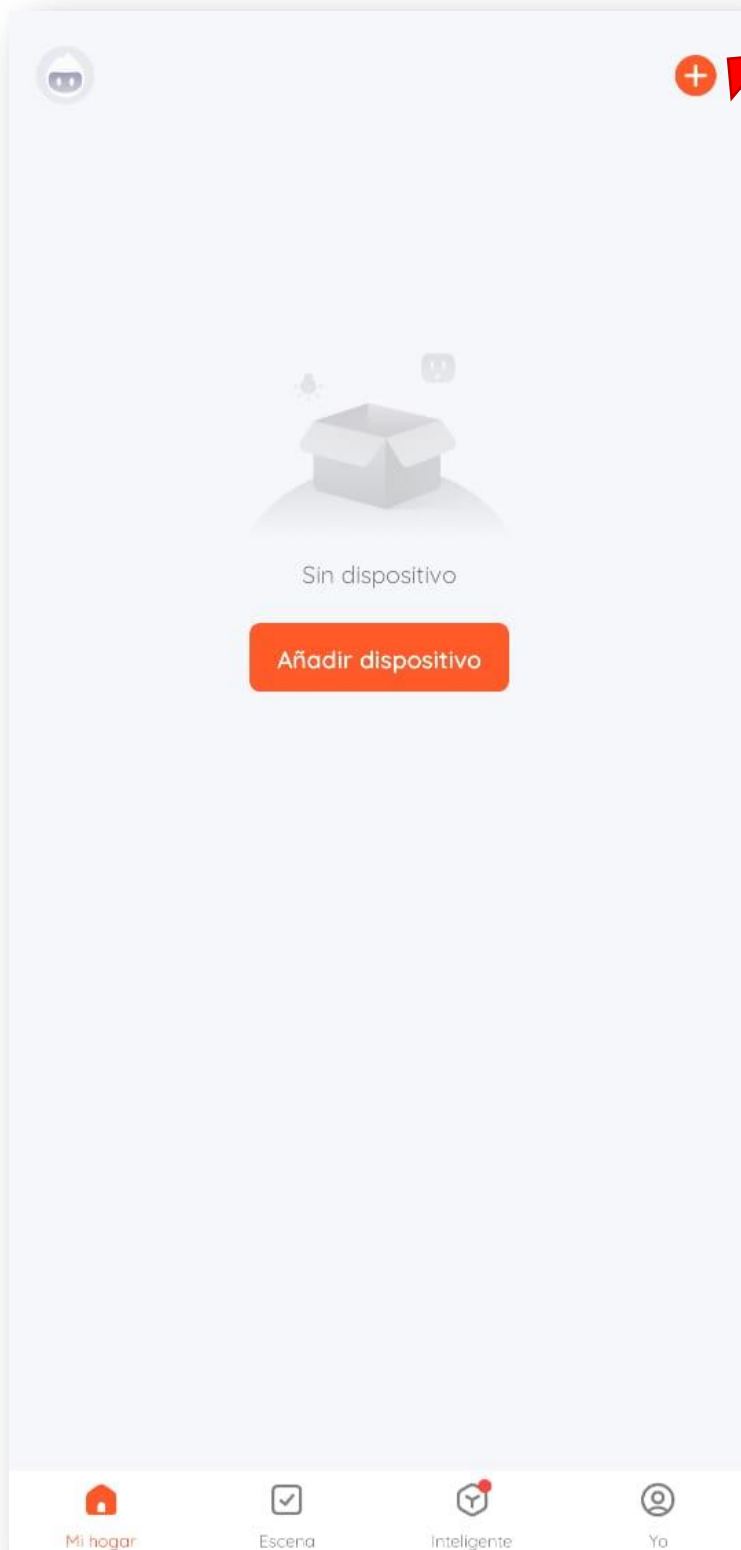 Sin dispositivo
Añadir dispositivo
Mi hogar
Escena
Inteligente
Yo